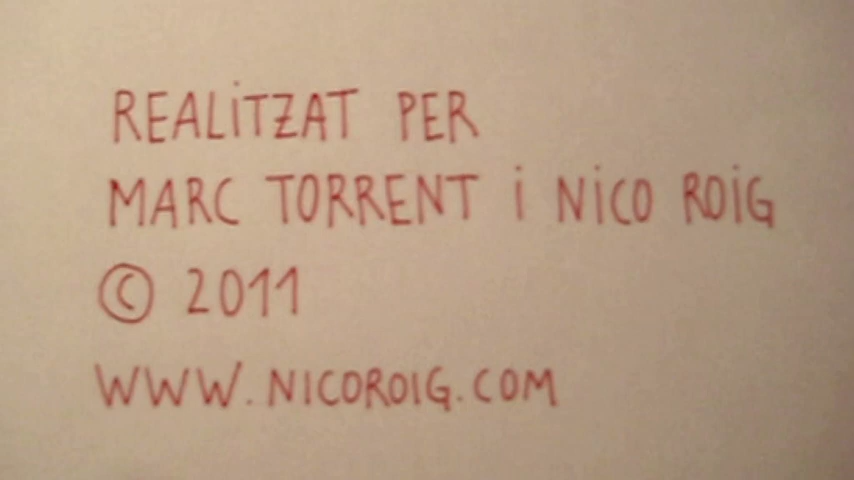 REALiTZAT PER
MARC TORRENT i NiCO ROiG
© 2011
WWW.NICOROIG.COM